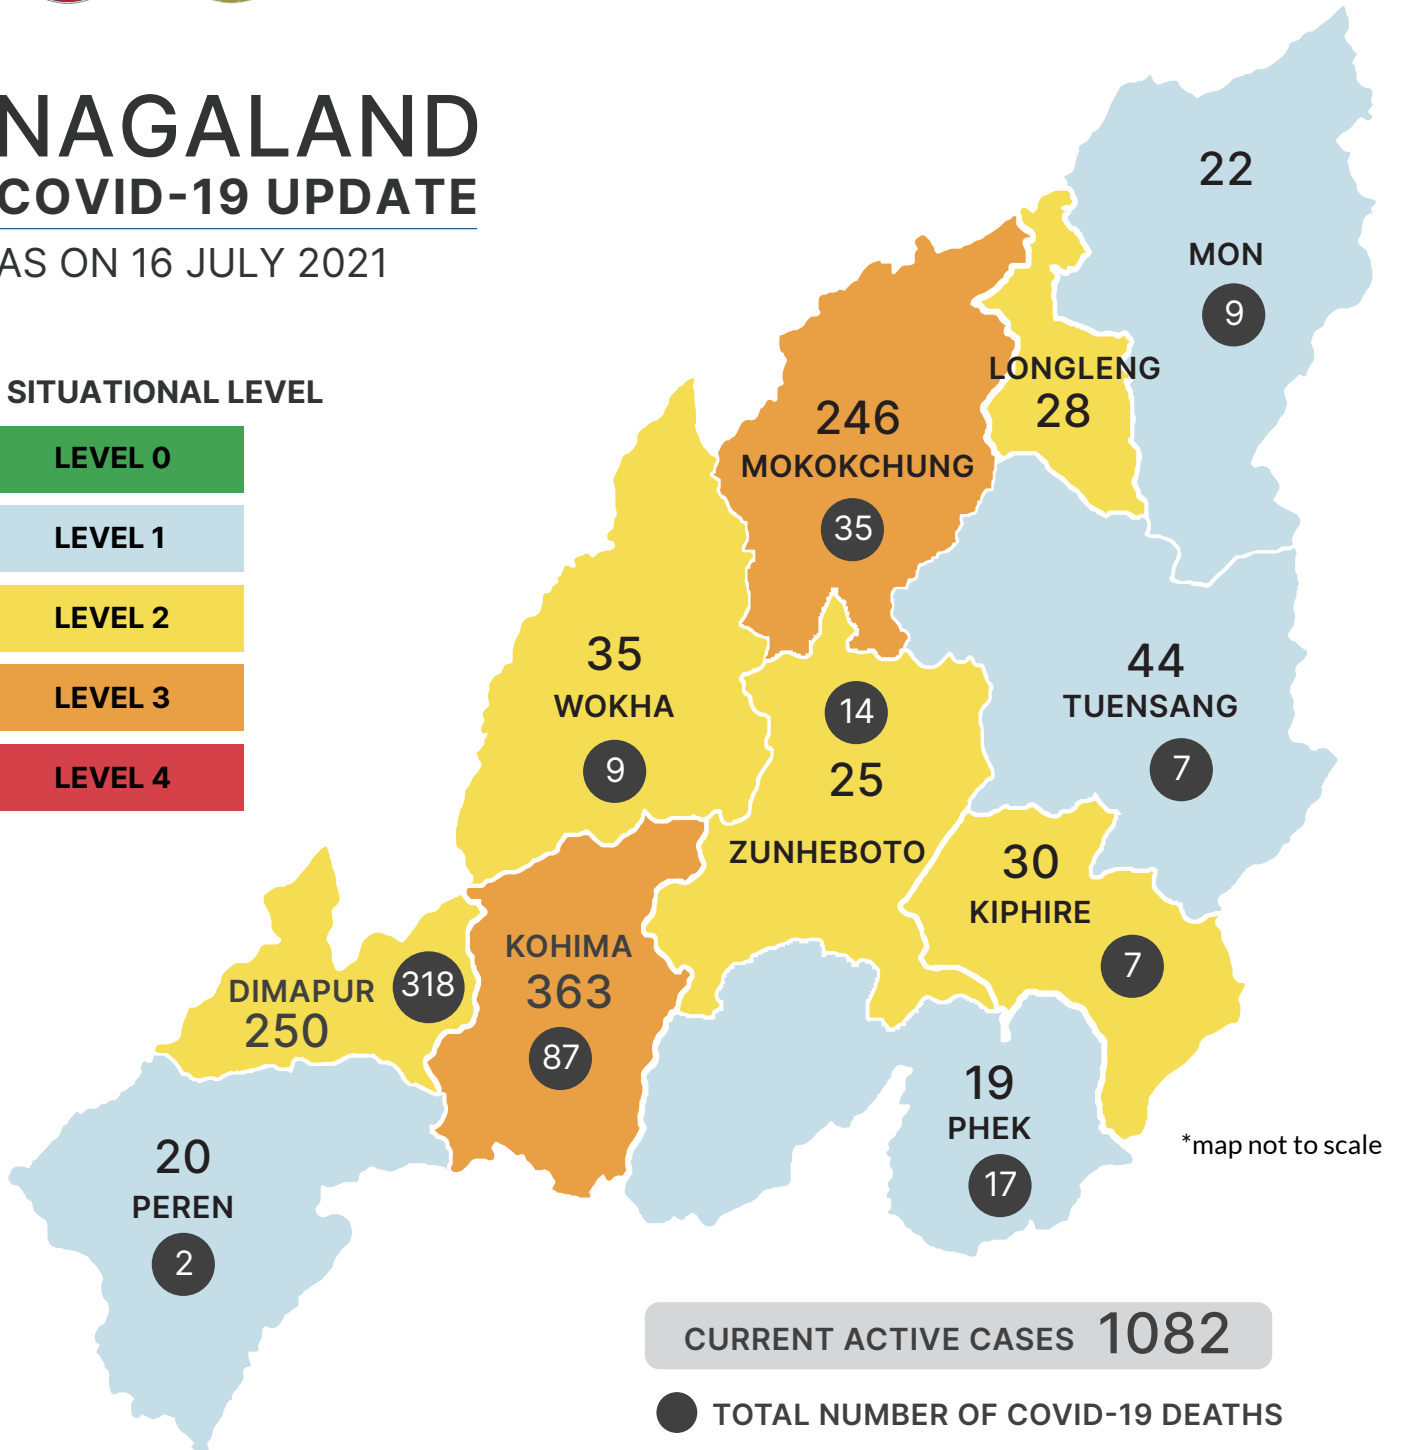 NAGALAND
COVID-19 UPDATE
AS ON 16 JULY 2021
SITUATIONAL LEVEL
LEVEL 0
LEVEL 1
LEVEL 2
LEVEL 3
LEVEL 4
22
MON
9
LONGLENG
28
246
MOKOKCHUNG
35
35
WOKHA
9
14
25
ZUNHEBOTO
44
TUENSANG
7
30
KIPHIRE
7
KOHIMA
363
87
DIMAPUR
250
318
19
PHEK
17
20
PEREN
2
*map not to scale
CURRENT ACTIVE CASES 1082
TOTAL NUMBER OF COVID-19 DEATHS